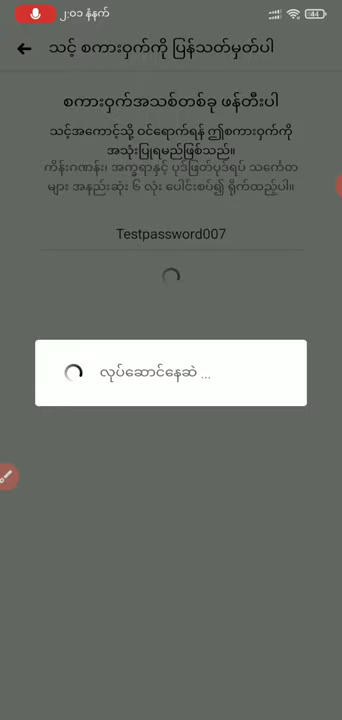 ၂:၀၁ နံနက်
44
သင့် စကားဝှက်ကို ပြန်သတ်မှတ်ပါ
စကားဝှက်အသစ်တစ်ခု ဖန်တီးပါ
သင့်အကောင့်သို့ ဝင်ရောက်ရန် ဤစကားဝှက်ကို
အသုံးပြုရမည်ဖြစ်သည်။
ကိန်းဂဏန်း၊ အက္ခရာနှင့် ပုဒ်ဖြတ်ပုဒ်ရပ် သင်္ကေတ
များ အနည်းဆုံး ၆ လုံး ပေါင်းစပ်၍ ရိုက်ထည့်ပါ။
Testpassword007
လုပ်ဆောင်နေဆဲ ...